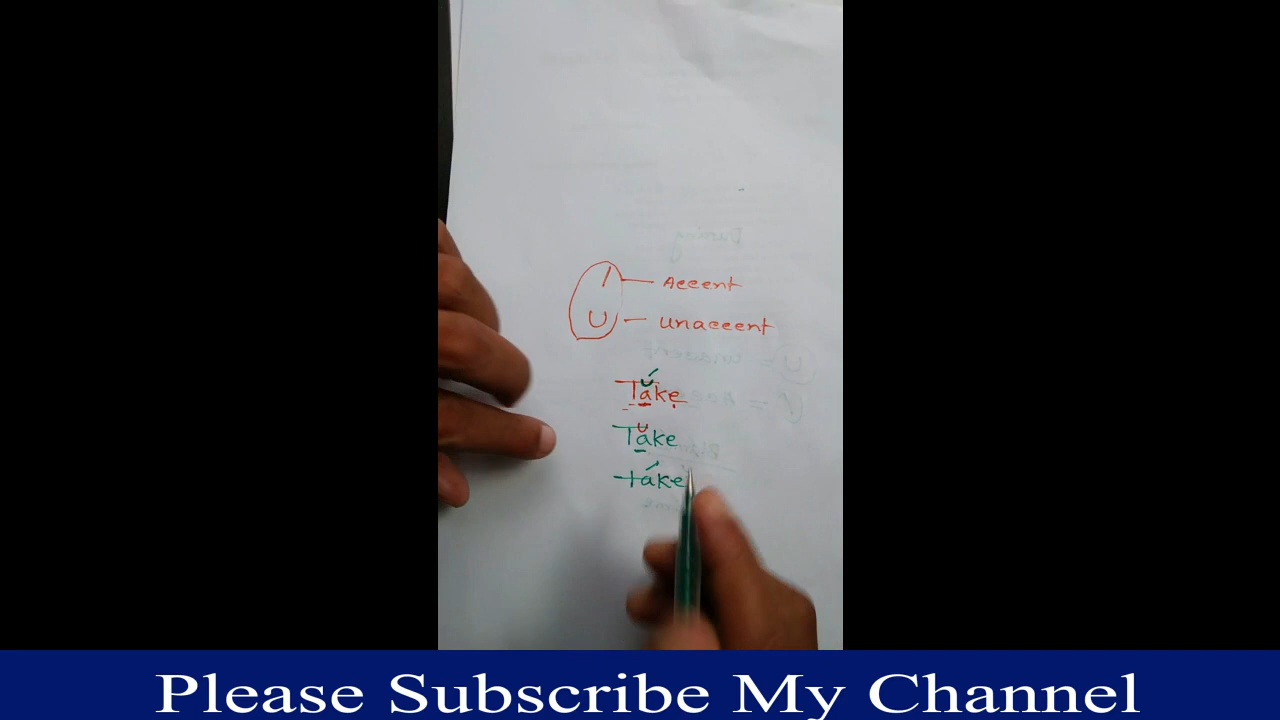 / — Accent
U — unaccent
Take
Take
take
Please Subscribe My Channel